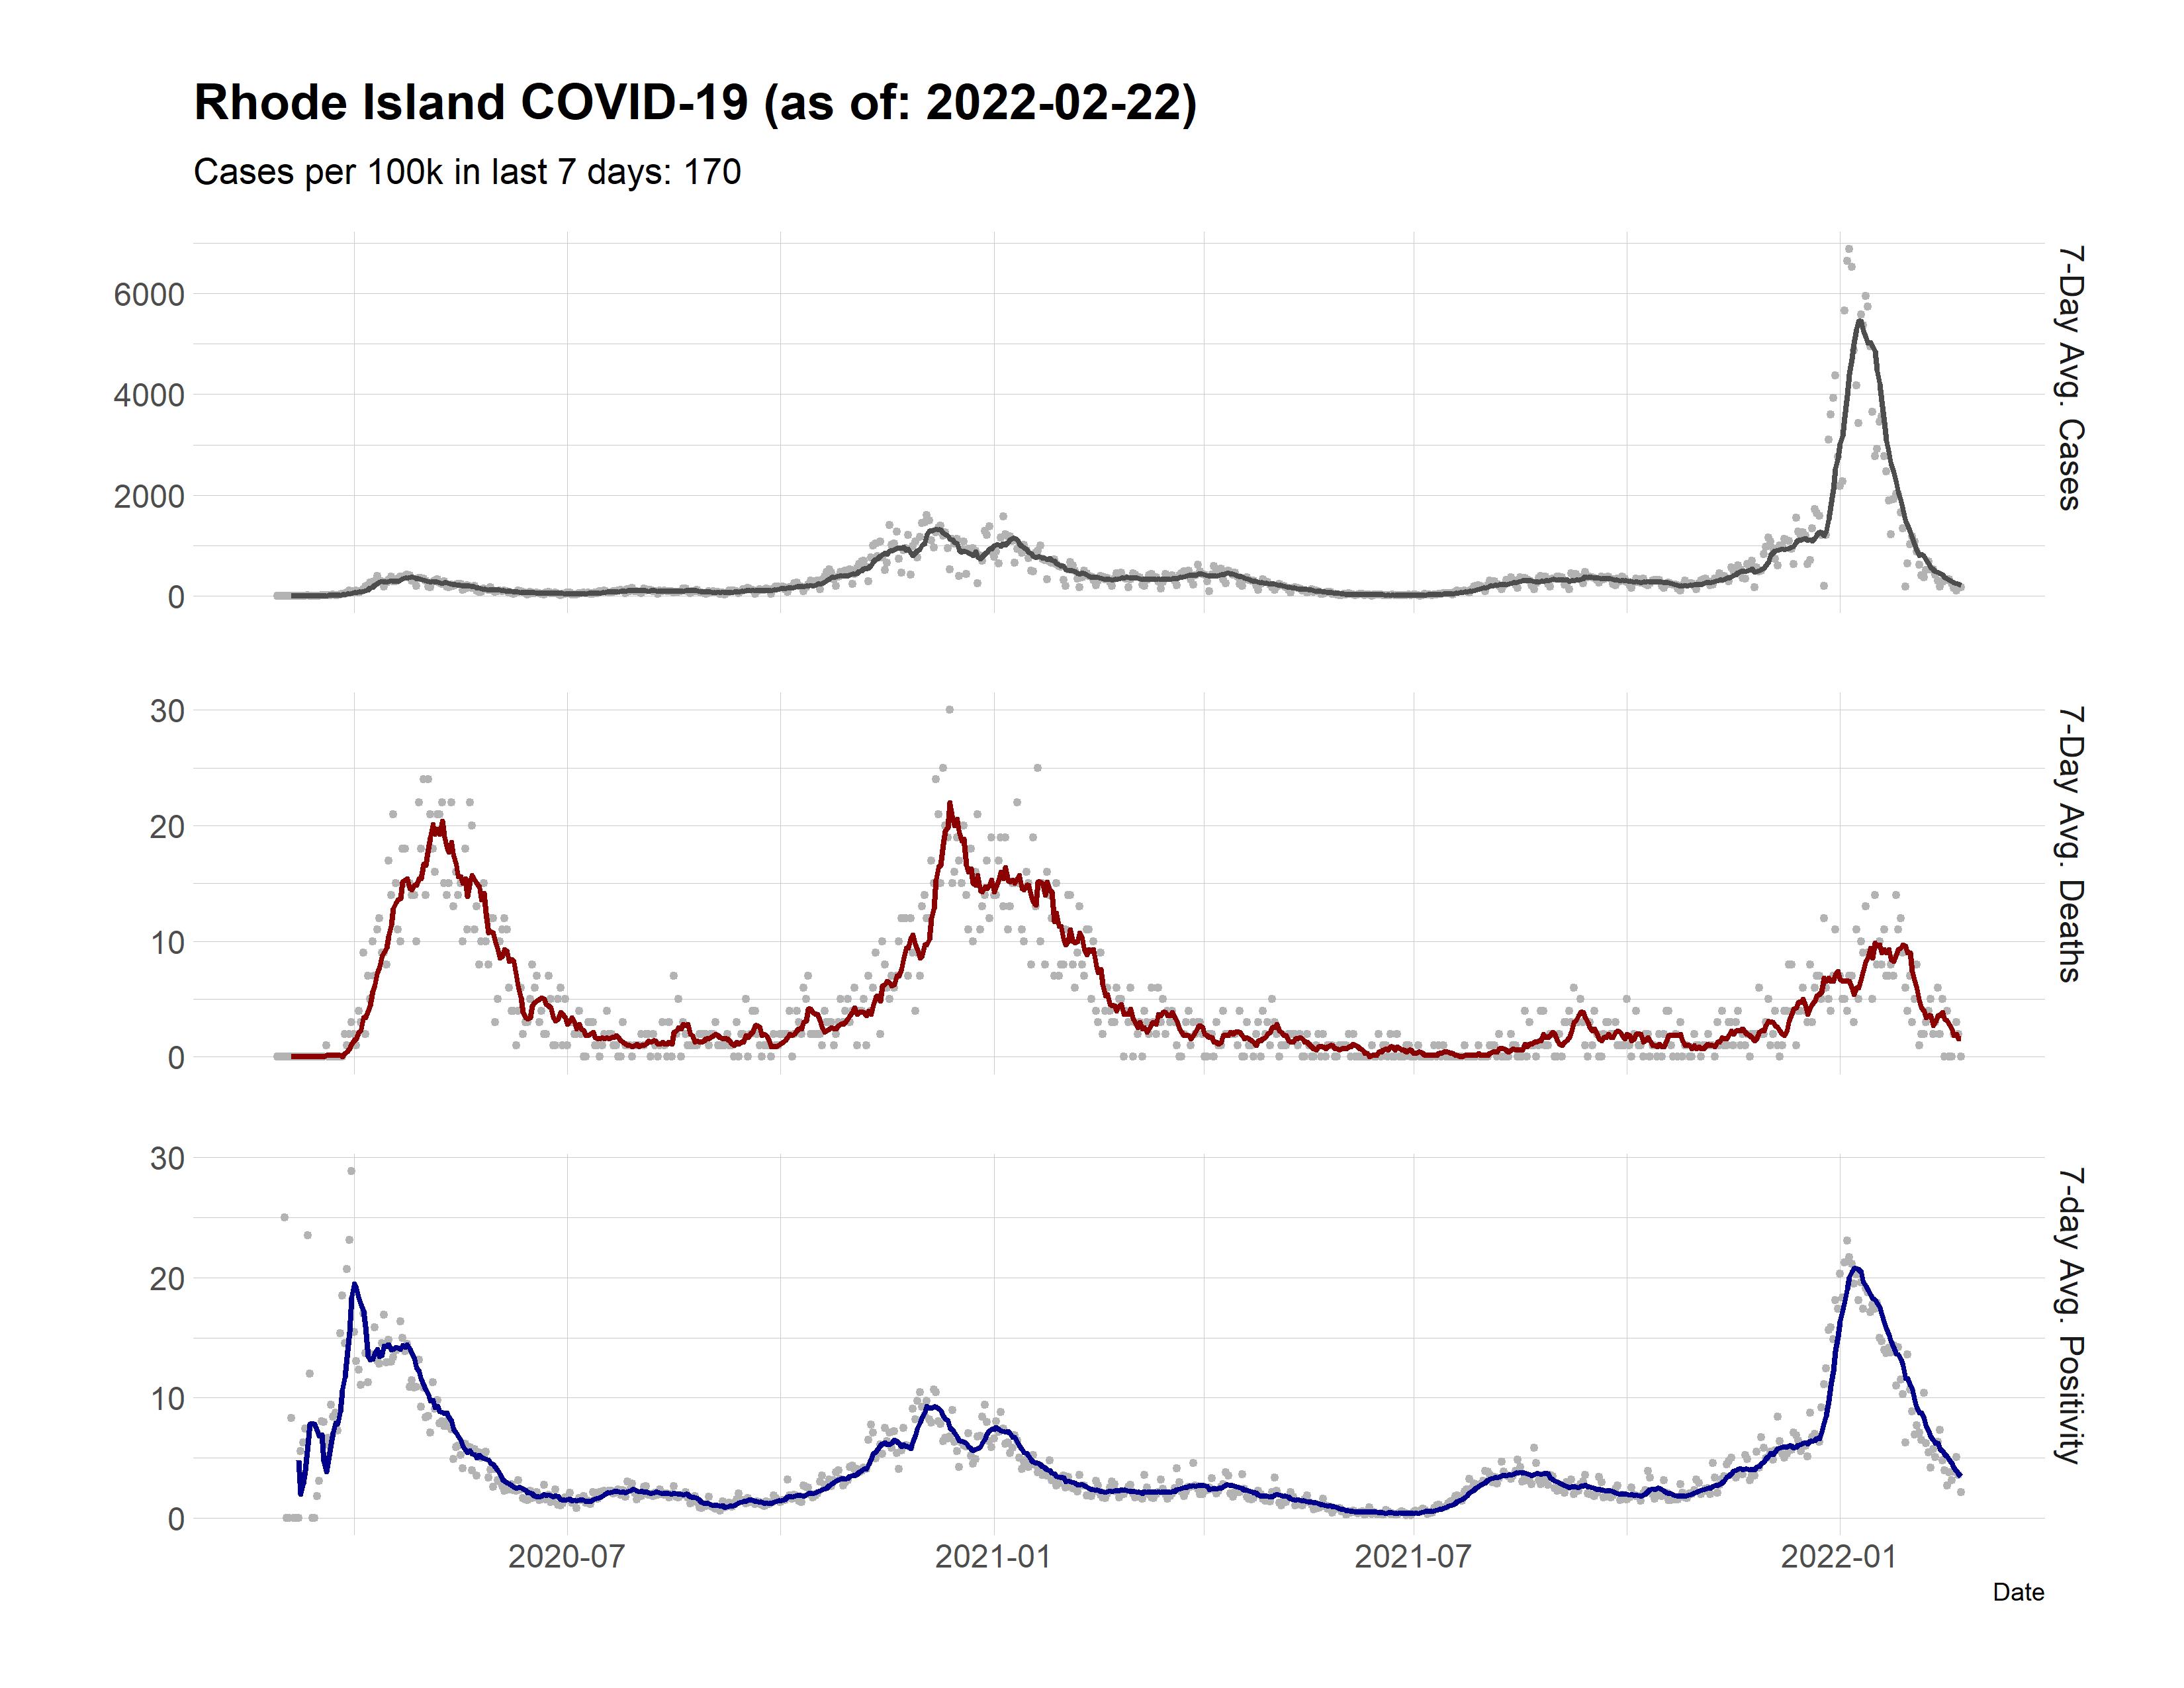 Rhode Island COVID-19 (as of: 2022-02-22)
Cases per 100k in last 7 days: 170
6000
4000
2000
0
7-Day Avg. Cases
30
20
10
0
7-Day Avg. Deaths
30
20
10
0
7-day Avg. Positivity
2020-07
2021-01
2021-07
2022-01
Date